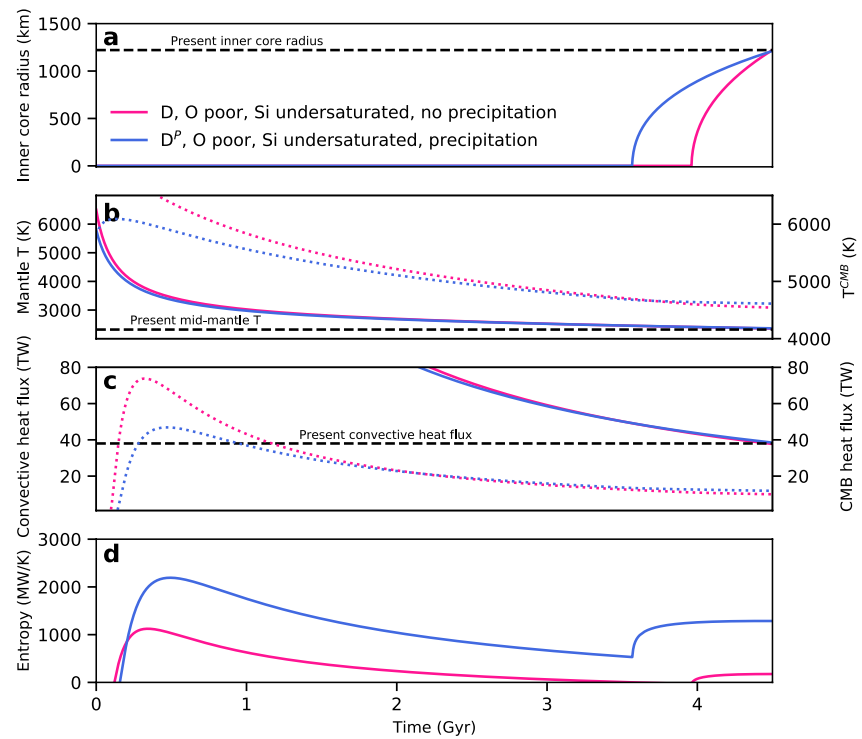 1500
1000
500
0
Inner core radius (km)
a
Present inner core radius
D, O poor, Si undersaturated, no precipitation
Dᴾ, O poor, Si undersaturated, precipitation
6000
5000
4000
3000
Mantle T (K)
b
Present mid-mantle T
6000
5000
4000
T^CMB (K)
80
60
40
20
Convective heat flux (TW)
c
Present convective heat flux
80
60
40
20
CMB heat flux (TW)
3000
2000
1000
0
Entropy (MW/K)
d
0 1 2 3 4
Time (Gyr)